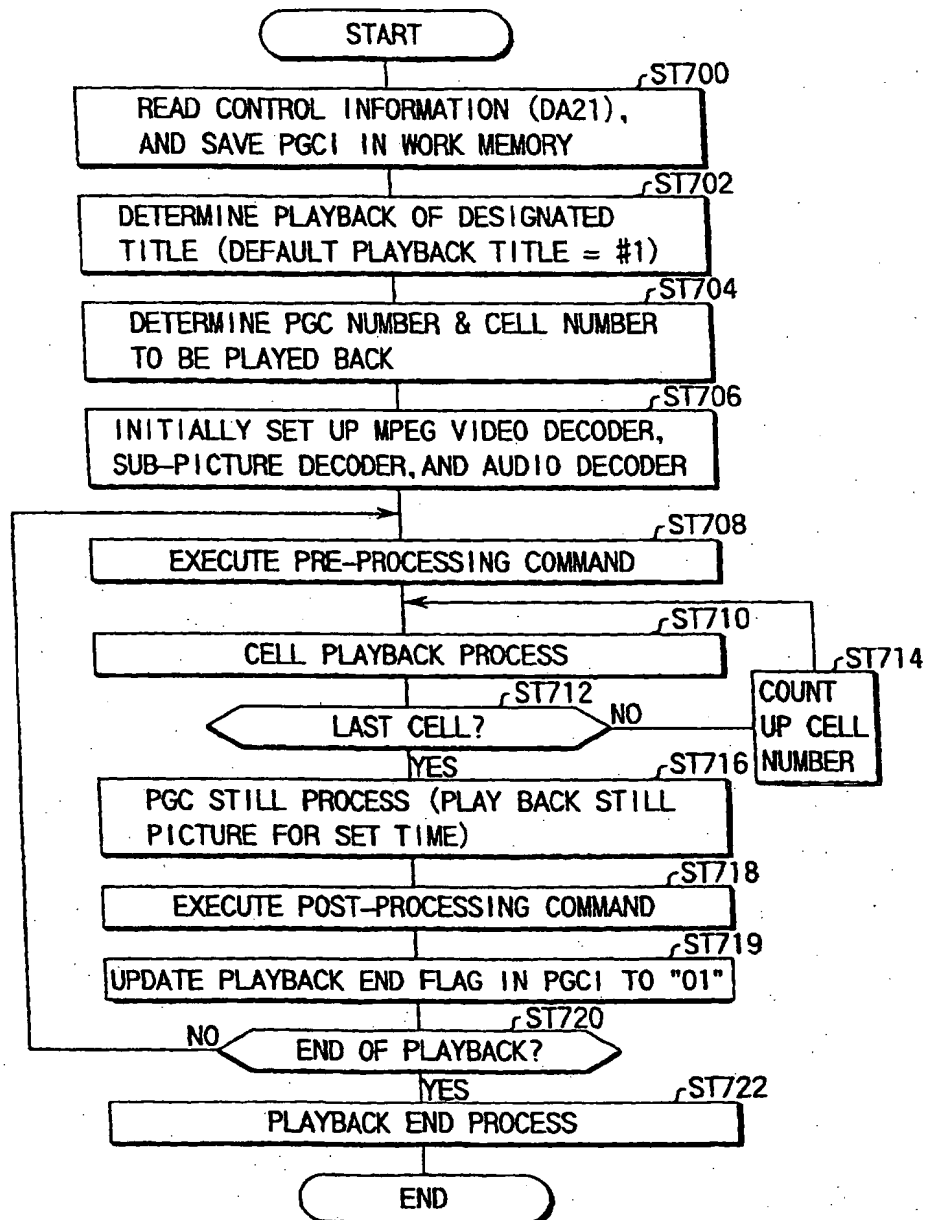 START
ST700
READ CONTROL INFORMATION (DA21),
AND SAVE PGCI IN WORK MEMORY
ST702
DETERMINE PLAYBACK OF DESIGNATED
TITLE (DEFAULT PLAYBACK TITLE = #1)
ST704
DETERMINE PGC NUMBER & CELL NUMBER
TO BE PLAYED BACK
ST706
INITIALLY SET UP MPEG VIDEO DECODER,
SUB-PICTURE DECODER, AND AUDIO DECODER
ST708
EXECUTE PRE-PROCESSING COMMAND
ST710
CELL PLAYBACK PROCESS
ST714
COUNT
UP CELL
NUMBER
ST712
LAST CELL?
NO
YES
ST716
PGC STILL PROCESS (PLAY BACK STILL
PICTURE FOR SET TIME)
ST718
EXECUTE POST-PROCESSING COMMAND
ST719
UPDATE PLAYBACK END FLAG IN PGCI TO "01"
ST720
NO
END OF PLAYBACK?
YES
ST722
PLAYBACK END PROCESS
END